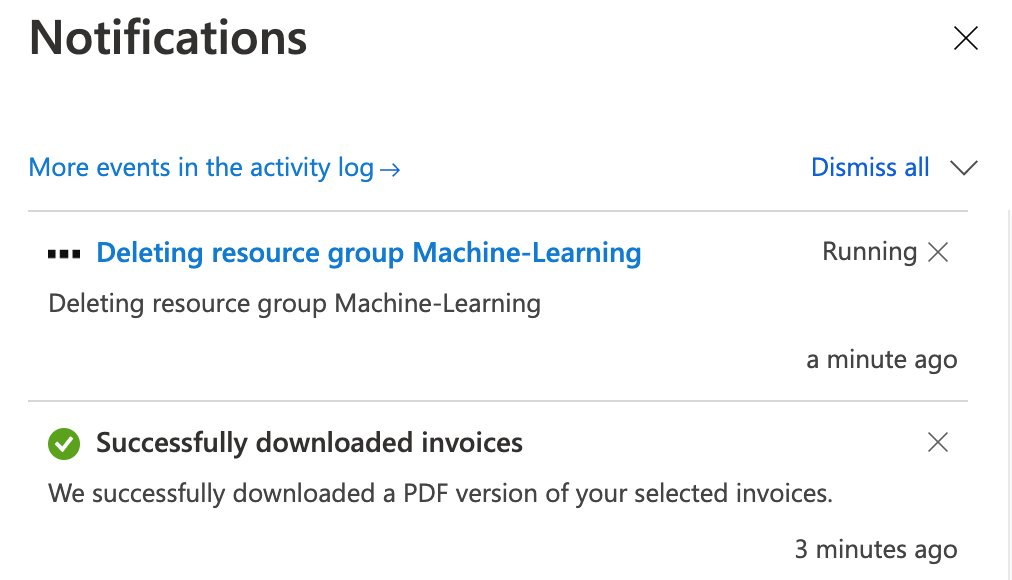 Notifications
More events in the activity log → Dismiss all
Deleting resource group Machine-Learning Running
Deleting resource group Machine-Learning
a minute ago
Successfully downloaded invoices
We successfully downloaded a PDF version of your selected invoices.
3 minutes ago